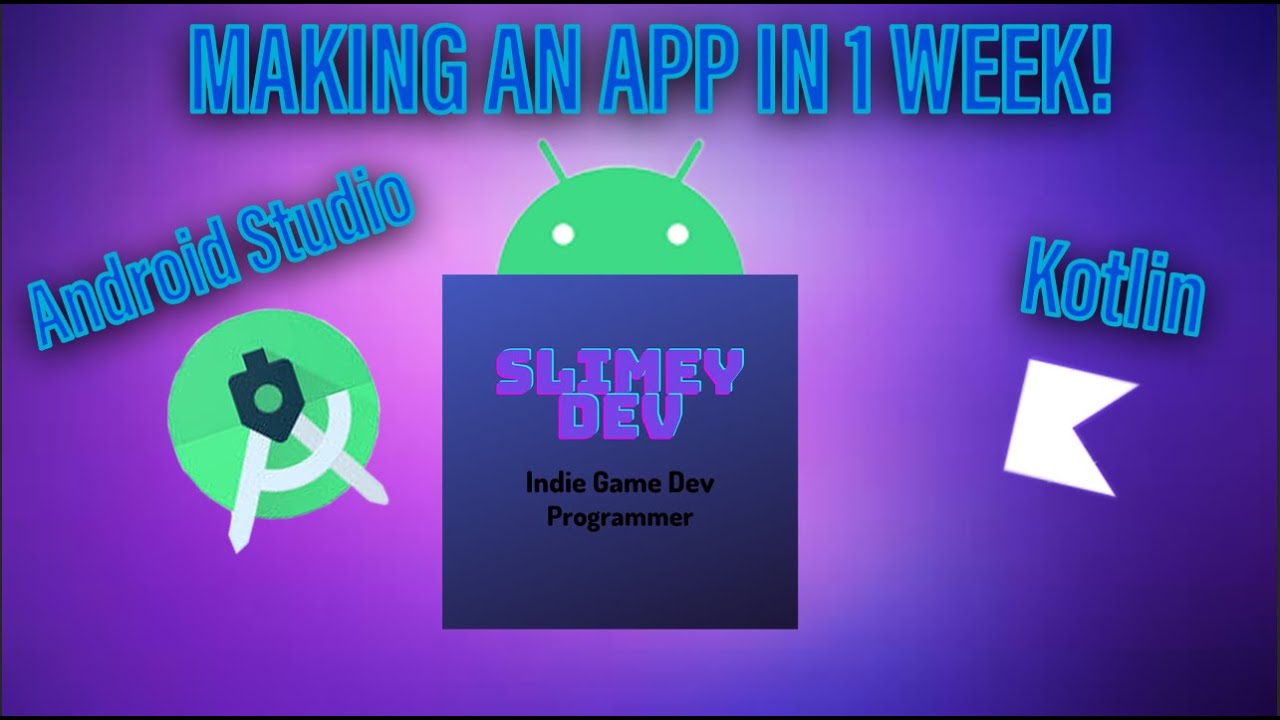 MAKING AN APP IN 1 WEEK!
Android Studio
Kotlin
SLIMEY
DEV
Indie Game Dev
Programmer